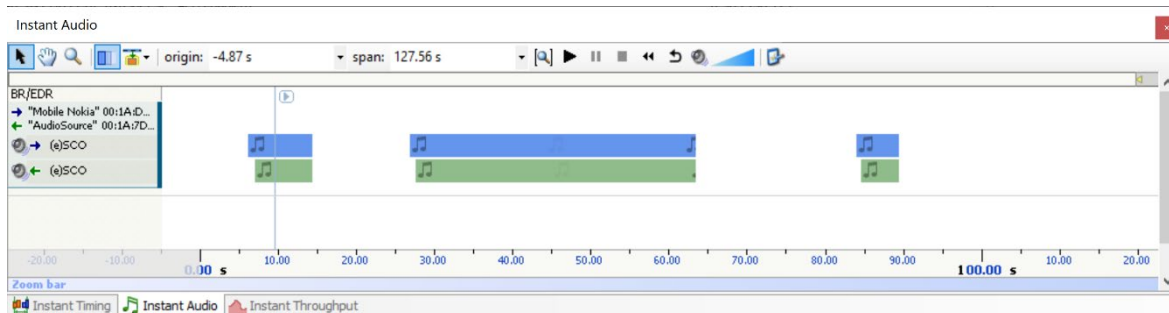 Instant Audio
origin: -4.87 s span: 127.56 s
BR/EDR
"Mobile Nokia" 00:1A:D...
"AudioSource" 00:1A:7D...
(e)SCO
(e)SCO
-20.00 -10.00 0.00 s 10.00 20.00 30.00 40.00 50.00 60.00 70.00 80.00 90.00 100.00 s 10.00 20.00
Zoom bar
Instant Timing Instant Audio Instant Throughput